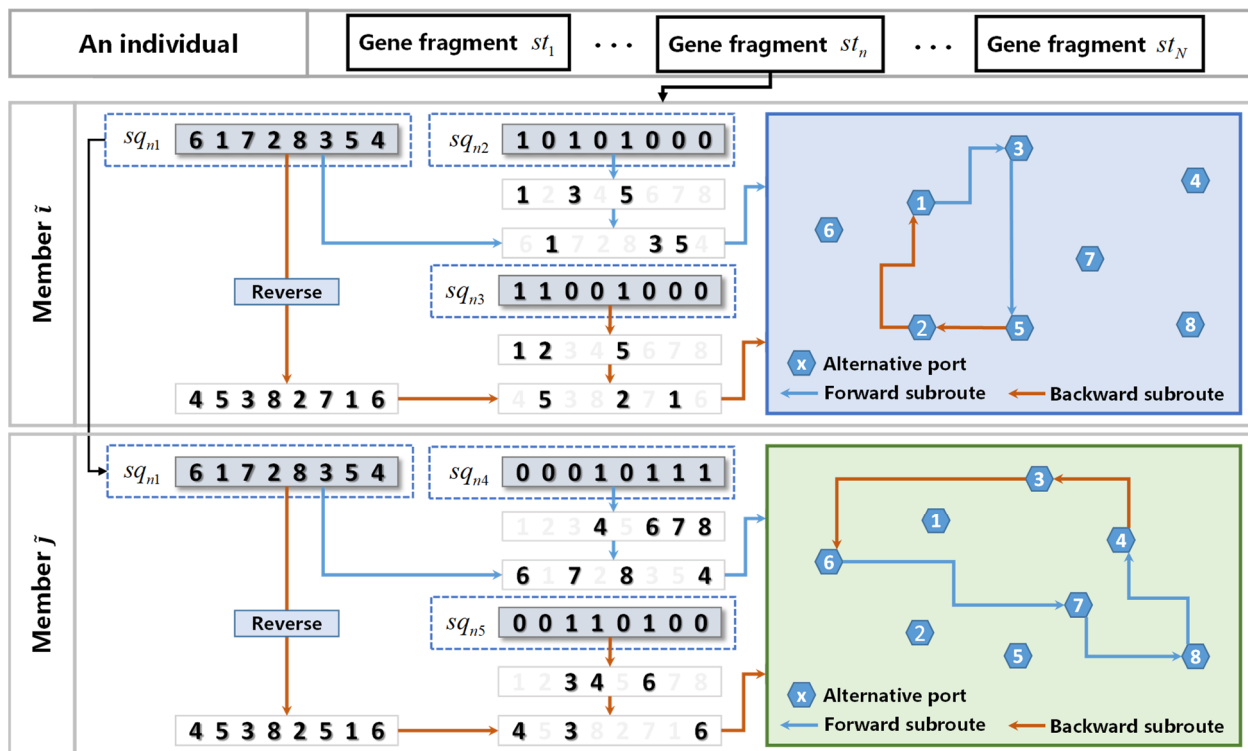 An individual
Gene fragment st₁ ... Gene fragment stₙ ... Gene fragment st_N
Member ĩ
sqₙ₁ 6 1 7 2 8 3 5 4
sqₙ₂ 1 0 1 0 1 0 0 0
1 2 3 4 5 6 7 8
6 1 7 2 8 3 5 4
Reverse
sqₙ₃ 1 1 0 0 1 0 0 0
1 2 3 4 5 6 7 8
4 5 3 8 2 7 1 6
4 5 3 8 2 7 1 6
3
4
1
6
7
2
5
8
x Alternative port
Forward subroute
Backward subroute
Member j̃
sqₙ₁ 6 1 7 2 8 3 5 4
sqₙ₄ 0 0 0 1 0 1 1 1
1 2 3 4 5 6 7 8
6 1 7 2 8 3 5 4
Reverse
sqₙ₅ 0 0 1 1 0 1 0 0
1 2 3 4 5 6 7 8
4 5 3 8 2 5 1 6
4 5 3 8 2 7 1 6
3
1
4
6
7
2
5
8
x Alternative port
Forward subroute
Backward subroute